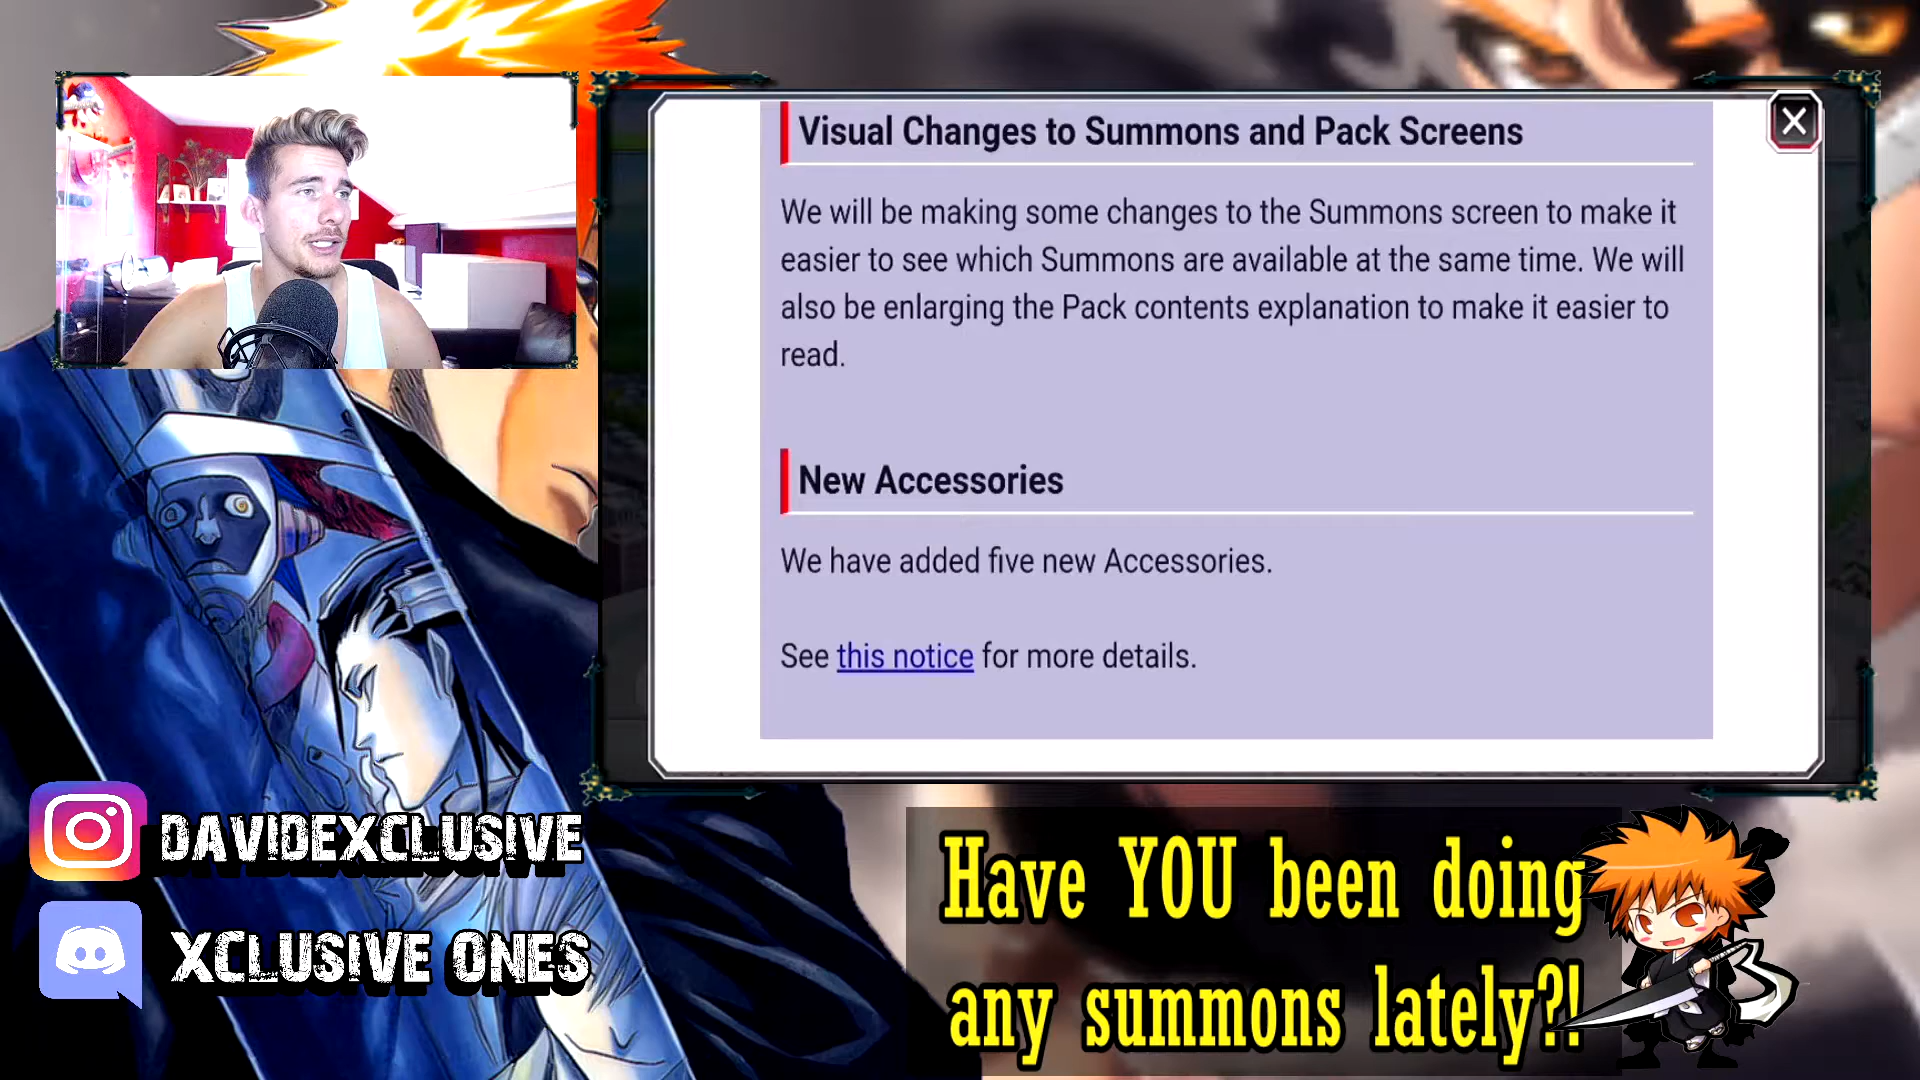 Visual Changes to Summons and Pack Screens
We will be making some changes to the Summons screen to make it
easier to see which Summons are available at the same time. We will
also be enlarging the Pack contents explanation to make it easier to
read.
New Accessories
We have added five new Accessories.
See this notice for more details.
DAVIDEXCLUSIVE
XCLUSIVE ONES
Have YOU been doing
any summons lately?!